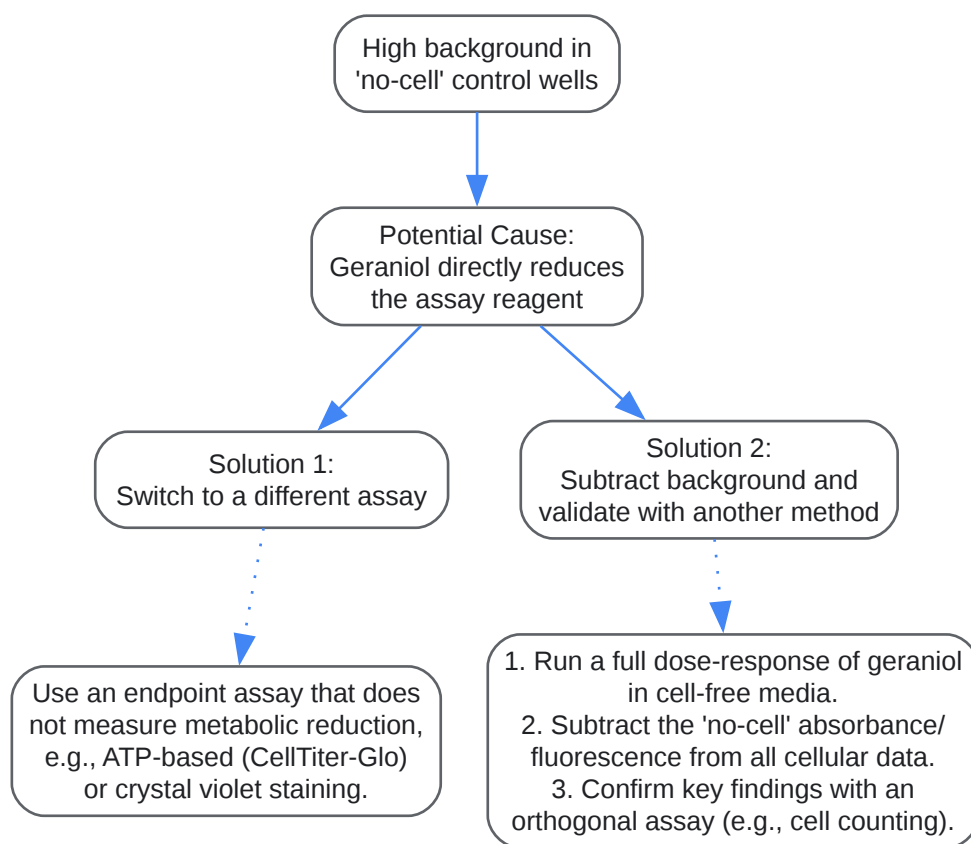 High background in
'no-cell' control wells
Potential Cause:
Geraniol directly reduces
the assay reagent
Solution 1:
Switch to a different assay
Solution 2:
Subtract background and
validate with another method
Use an endpoint assay that does
not measure metabolic reduction,
e.g., ATP-based (CellTiter-Glo)
or crystal violet staining.
1. Run a full dose-response of geraniol
in cell-free media.
2. Subtract the 'no-cell' absorbance/
fluorescence from all cellular data.
3. Confirm key findings with an
orthogonal assay (e.g., cell counting).